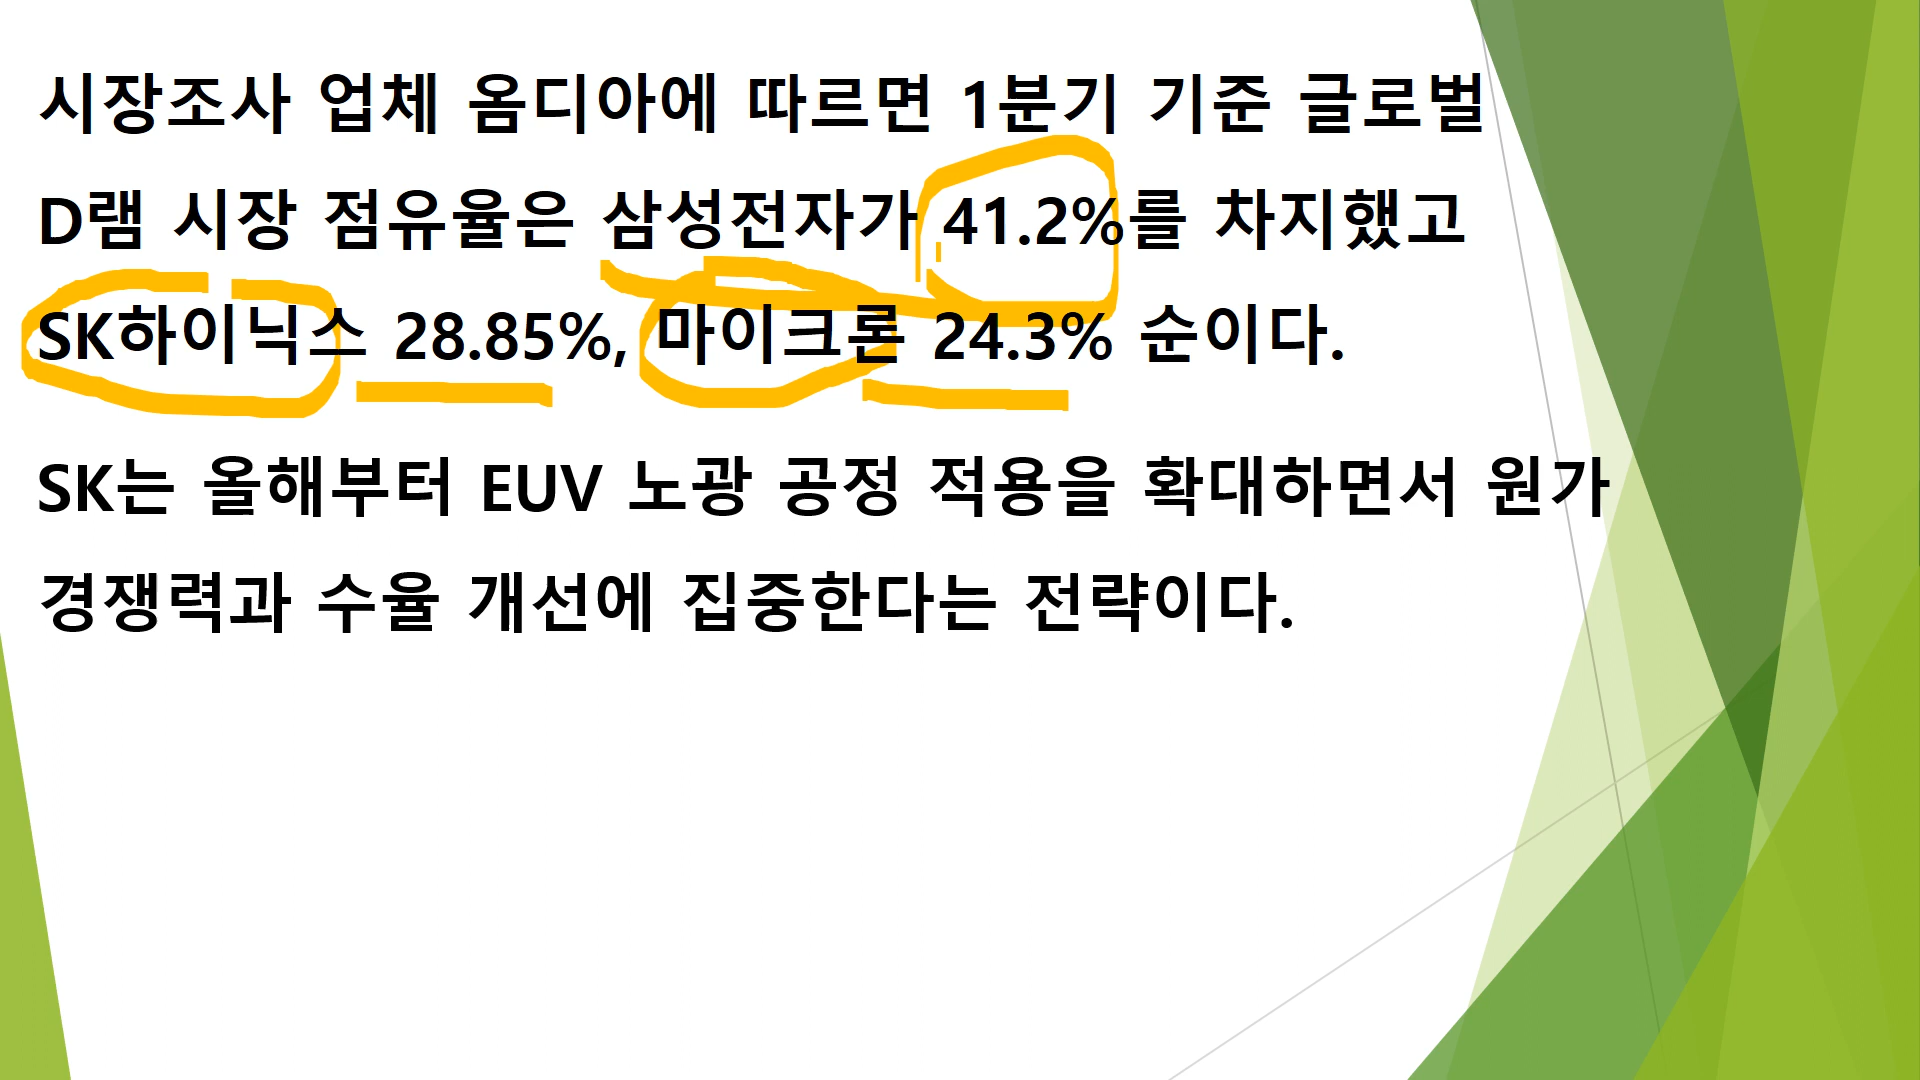 시장조사 업체 옴디아에 따르면 1분기 기준 글로벌
D램 시장 점유율은 삼성전자가 41.2%를 차지했고
SK하이닉스 28.85%, 마이크론 24.3% 순이다.
SK는 올해부터 EUV 노광 공정 적용을 확대하면서 원가
경쟁력과 수율 개선에 집중한다는 전략이다.